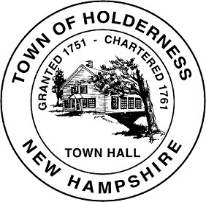 TOWN OF HOLDERNESS
GRANTED 1751 - CHARTERED 1761
TOWN HALL
NEW HAMPSHIRE